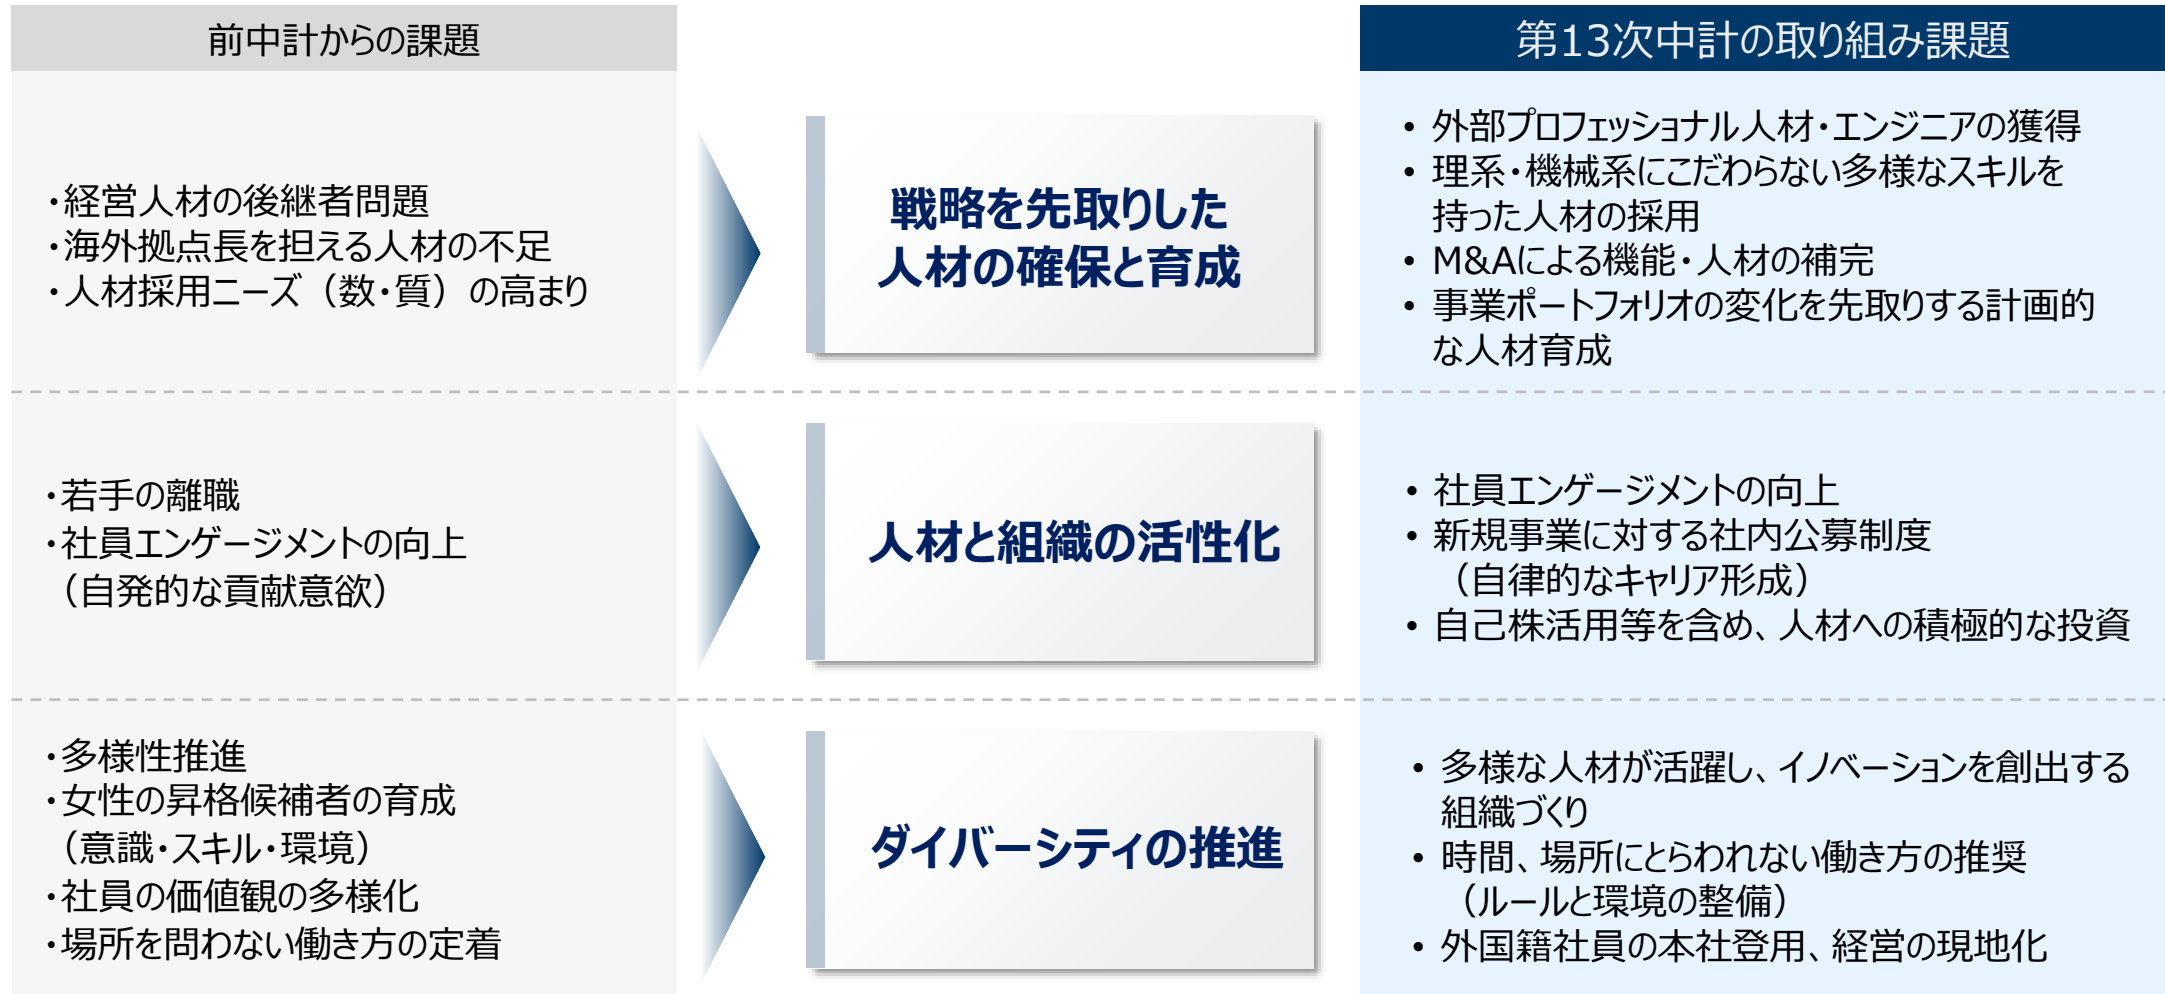 前中計からの課題
第13次中計の取り組み課題
・経営人材の後継者問題
・海外拠点長を担える人材の不足
・人材採用ニーズ（数・質）の高まり
戦略を先取りした
人材の確保と育成
• 外部プロフェッショナル人材・エンジニアの獲得
• 理系・機械系にこだわらない多様なスキルを
持った人材の採用
• M&Aによる機能・人材の補完
• 事業ポートフォリオの変化を先取りする計画的
な人材育成
・若手の離職
・社員エンゲージメントの向上
（自発的な貢献意欲）
人材と組織の活性化
• 社員エンゲージメントの向上
• 新規事業に対する社内公募制度
（自律的なキャリア形成）
• 自己株活用等を含め、人材への積極的な投資
・多様性推進
・女性の昇格候補者の育成
（意識・スキル・環境）
・社員の価値観の多様化
・場所を問わない働き方の定着
ダイバーシティの推進
• 多様な人材が活躍し、イノベーションを創出する
組織づくり
• 時間、場所にとらわれない働き方の推奨
（ルールと環境の整備）
• 外国籍社員の本社登用、経営の現地化